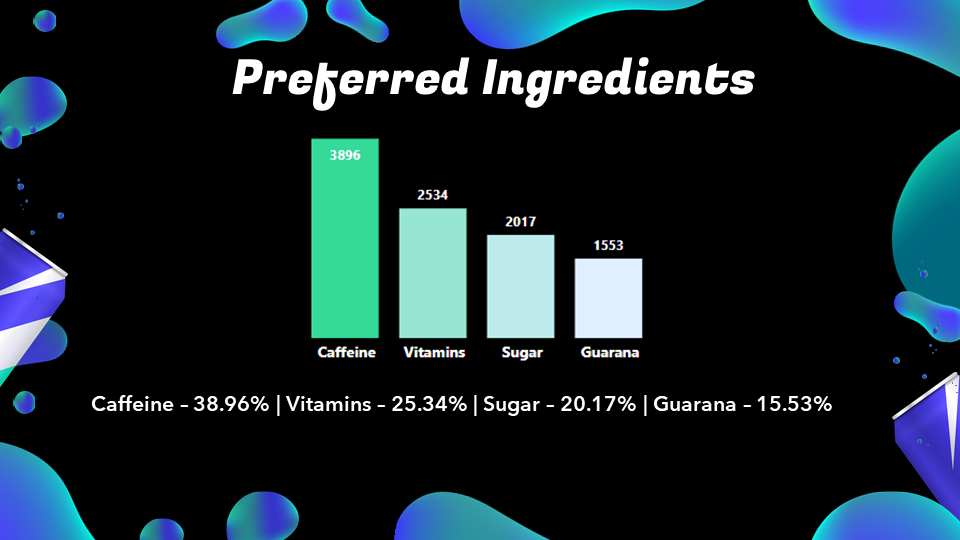 Preferred Ingredients
3896
2534
2017
1553
Caffeine Vitamins Sugar Guarana
Caffeine – 38.96% | Vitamins – 25.34% | Sugar – 20.17% | Guarana – 15.53%